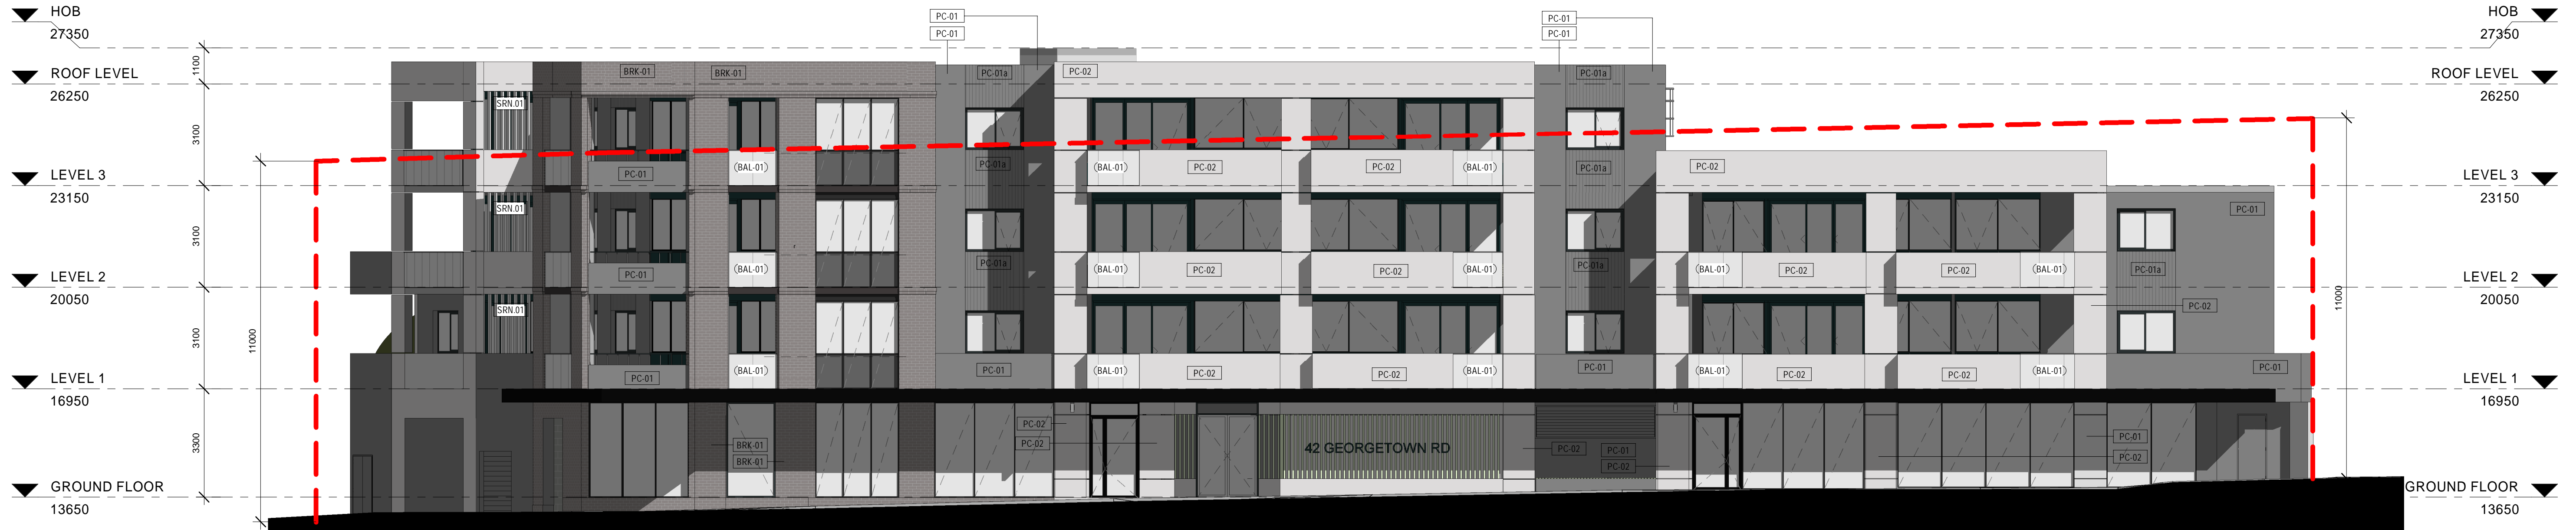 HOB
27350
ROOF LEVEL
26250
LEVEL 3
23150
LEVEL 2
20050
LEVEL 1
16950
GROUND FLOOR
13650
1100
3100
3100
3100
3300
11000
PC-01
PC-01
PC-01
PC-01
BRK-01
BRK-01
PC-01a
PC-02
PC-01a
SRN.01
PC-01a
PC-01a
PC-02
PC-01
(BAL-01)
(BAL-01)
PC-02
PC-02
(BAL-01)
SRN.01
PC-01
PC-01
(BAL-01)
PC-01a
(BAL-01)
PC-02
PC-02
(BAL-01)
PC-01a
(BAL-01)
PC-02
PC-02
(BAL-01)
PC-01a
SRN.01
PC-02
PC-01
(BAL-01)
PC-01
(BAL-01)
PC-02
PC-02
(BAL-01)
PC-01
(BAL-01)
PC-02
PC-02
(BAL-01)
PC-01
BRK-01
BRK-01
PC-02
PC-02
42 GEORGETOWN RD
PC-02
PC-01
PC-02
PC-01
PC-02
11000
HOB
27350
ROOF LEVEL
26250
LEVEL 3
23150
LEVEL 2
20050
LEVEL 1
16950
GROUND FLOOR
13650